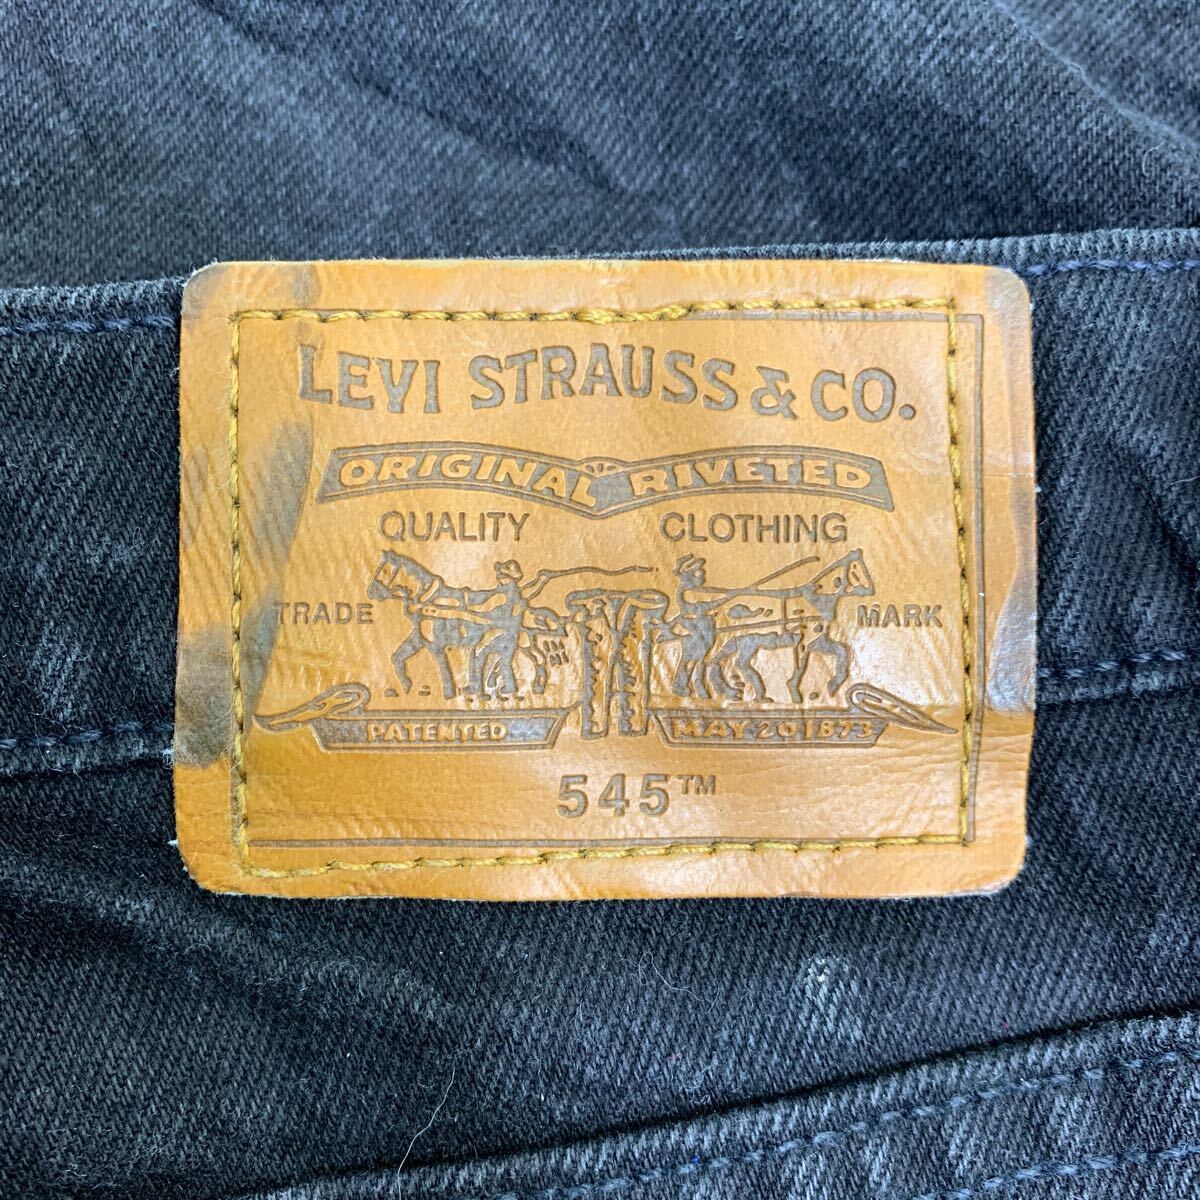 LEVI STRAUSS & CO.
ORIGINAL RIVETED
QUALITY CLOTHING
TRADE MARK
PATENTED MAY 20 1873
545™